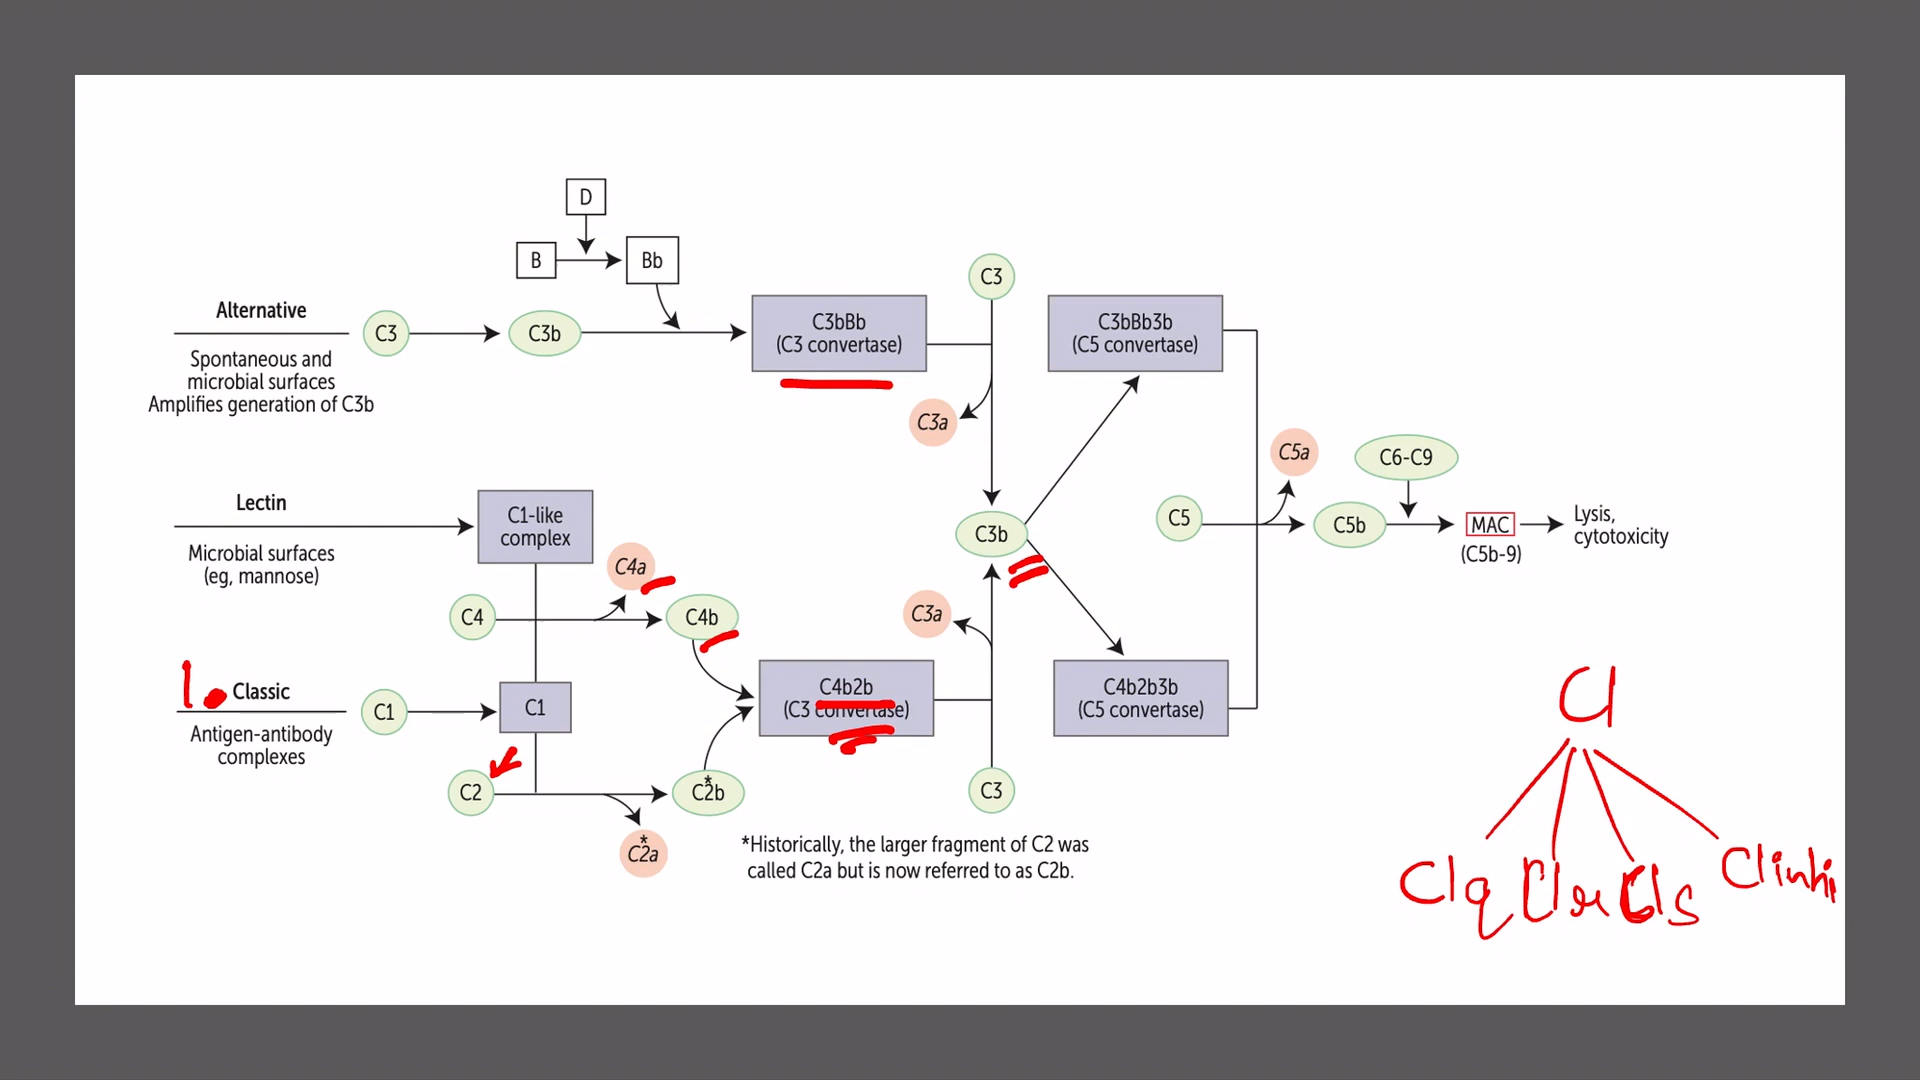 D
B
Bb
Alternative
Spontaneous and
microbial surfaces
Amplifies generation of C3b
C3
C3b
C3bBb
(C3 convertase)
C3
C3a
C3bBb3b
(C5 convertase)
Lectin
Microbial surfaces
(eg, mannose)
C1-like
complex
C4
C4a
C4b
C3b
C3a
C5
C5a
C5b
C6-C9
MAC
(C5b-9)
Lysis,
cytotoxicity
1.
Classic
Antigen-antibody
complexes
C1
C1
C2
C2b
*
C2a
*
C4b2b
(C3 convertase)
C3
C4b2b3b
(C5 convertase)
*Historically, the larger fragment of C2 was
called C2a but is now referred to as C2b.
C1
C1q C1r C1s C1inhi